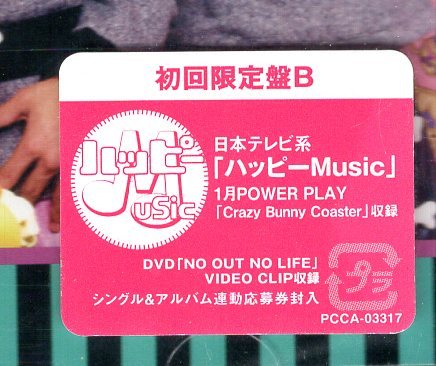 初回限定盤B
ハッピー
Music
日本テレビ系
「ハッピーMusic」
1月POWER PLAY
「Crazy Bunny Coaster」収録
DVD「NO OUT NO LIFE」
VIDEO CLIP収録
シングル&アルバム連動応募券封入
プラ
PCCA-03317